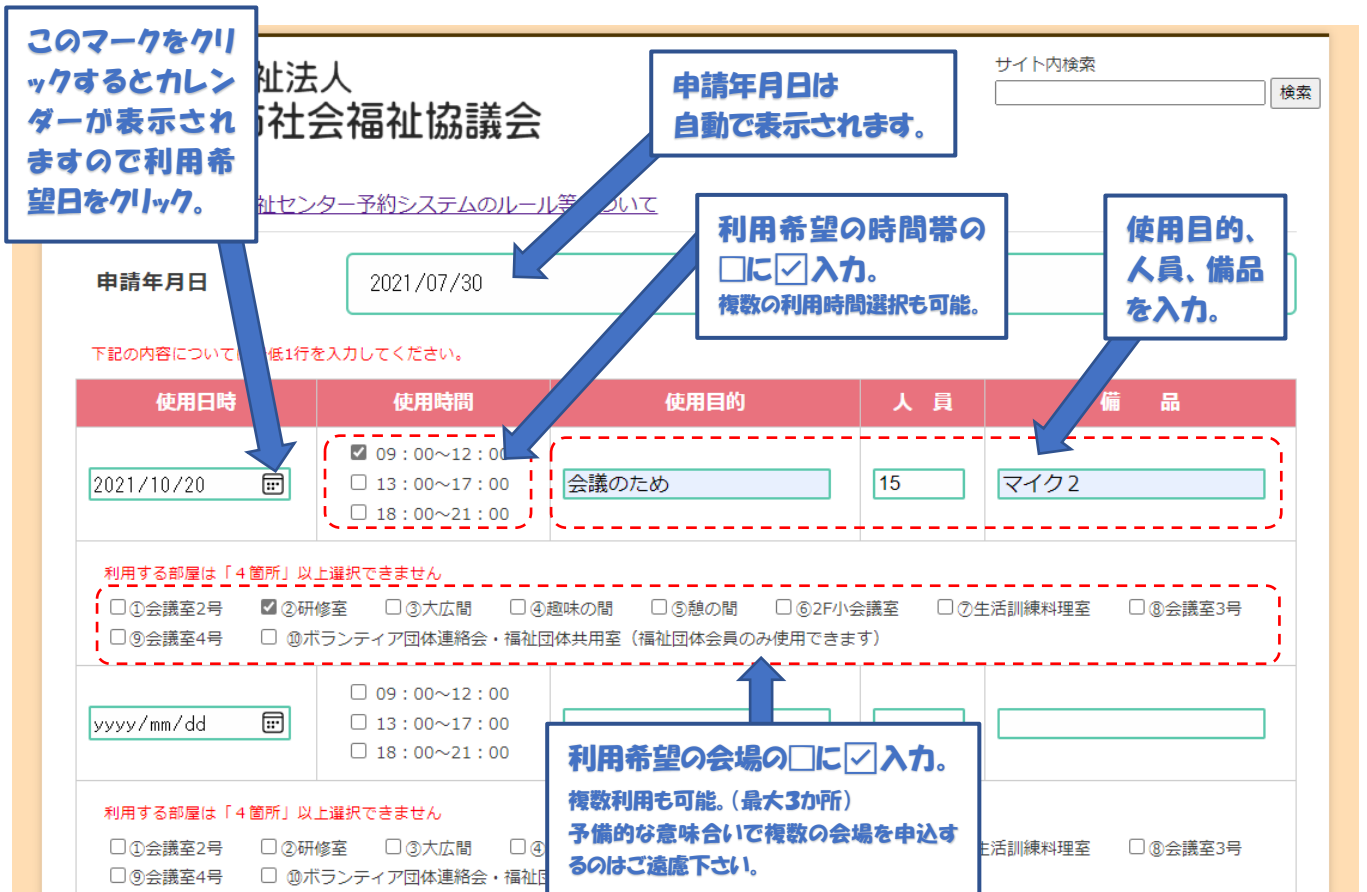 このマークをクリ
ックするとカレン
ダーが表示され
ますので利用希
望日をクリック。
祉法人
社会福祉協議会
申請年月日は
自動で表示されます。
サイト内検索
検索
祉センター予約システムのルール等について
利用希望の時間帯の
□に☑入力。
複数の利用時間選択も可能。
使用目的、
人員、備品
を入力。
申請年月日
2021/07/30
下記の内容について 低1行を入力してください。
使用日時 使用時間 使用目的 人 員 備 品
2021/10/20
☑ 09：00～12：00
□ 13：00～17：00
□ 18：00～21：00
会議のため
15
マイク２
利用する部屋は「４箇所」以上選択できません
□①会議室2号 ☑②研修室 □③大広間 □④趣味の間 □⑤憩の間 □⑥2F小会議室 □⑦生活訓練料理室 □⑧会議室3号
□⑨会議室4号 □ ⑩ボランティア団体連絡会・福祉団体共用室（福祉団体会員のみ使用できます）
yyyy/mm/dd
□ 09：00～12：00
□ 13：00～17：00
□ 18：00～21：00
利用希望の会場の□に☑入力。
複数利用も可能。（最大3か所）
予備的な意味合いで複数の会場を申込す
るのはご遠慮下さい。
利用する部屋は「４箇所」以上選択できません
□①会議室2号 □②研修室 □③大広間 □④ 生活訓練料理室 □⑧会議室3号
□⑨会議室4号 □ ⑩ボランティア団体連絡会・福祉